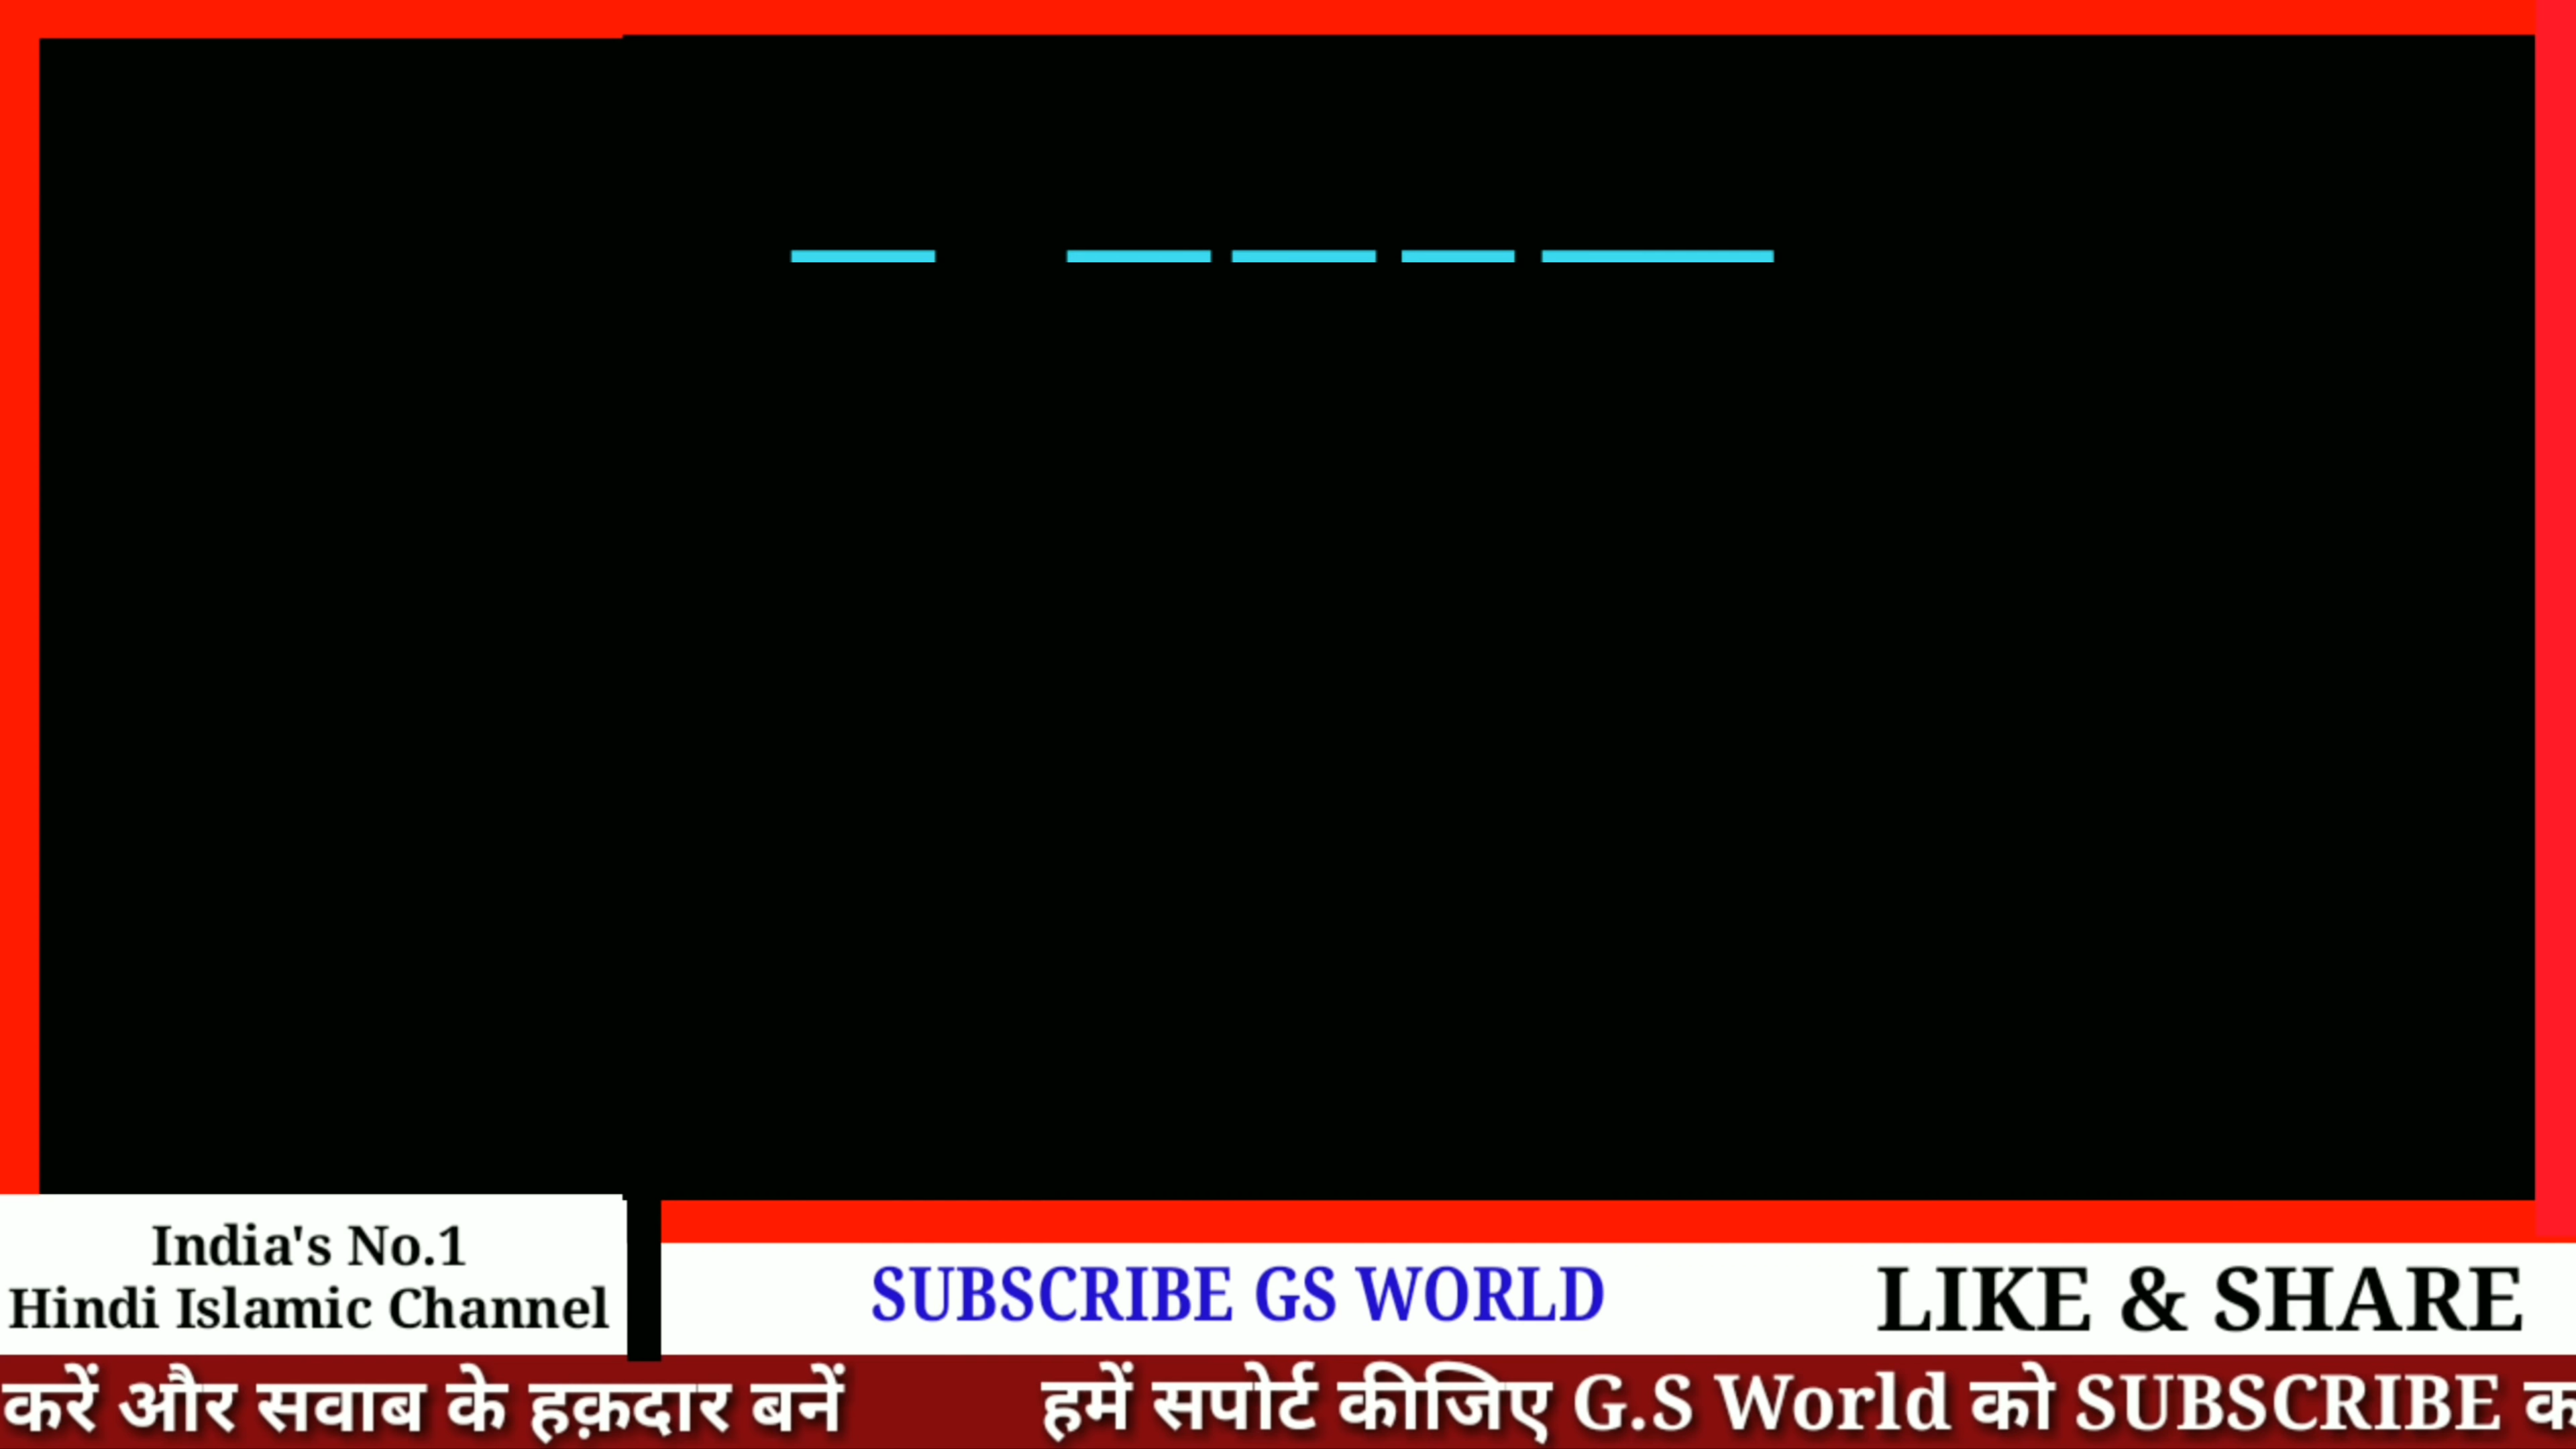 India's No.1
Hindi Islamic Channel
SUBSCRIBE GS WORLD
LIKE & SHARE
करें और सवाब के हक़दार बनें हमें सपोर्ट कीजिए G.S World को SUBSCRIBE